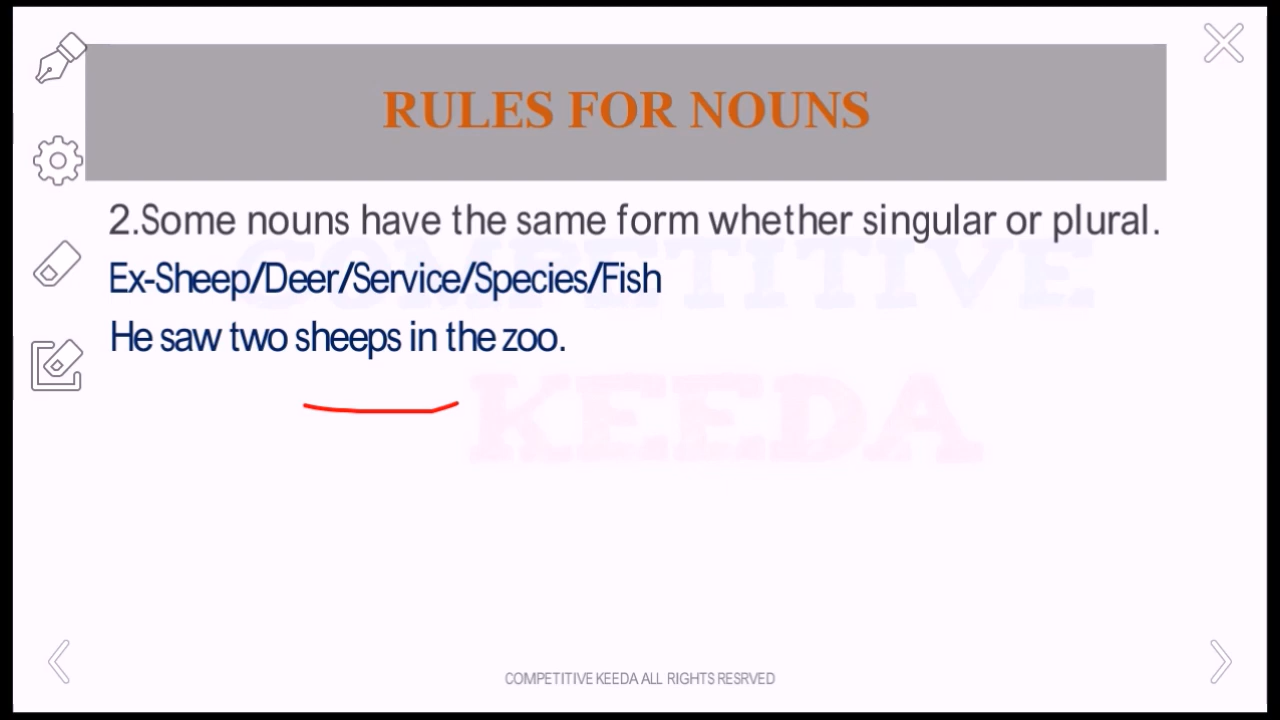 RULES FOR NOUNS
2.Some nouns have the same form whether singular or plural.
Ex-Sheep/Deer/Service/Species/Fish
He saw two sheeps in the zoo.
COMPETITIVE
KEEDA
COMPETITIVE KEEDA ALL RIGHTS RESRVED